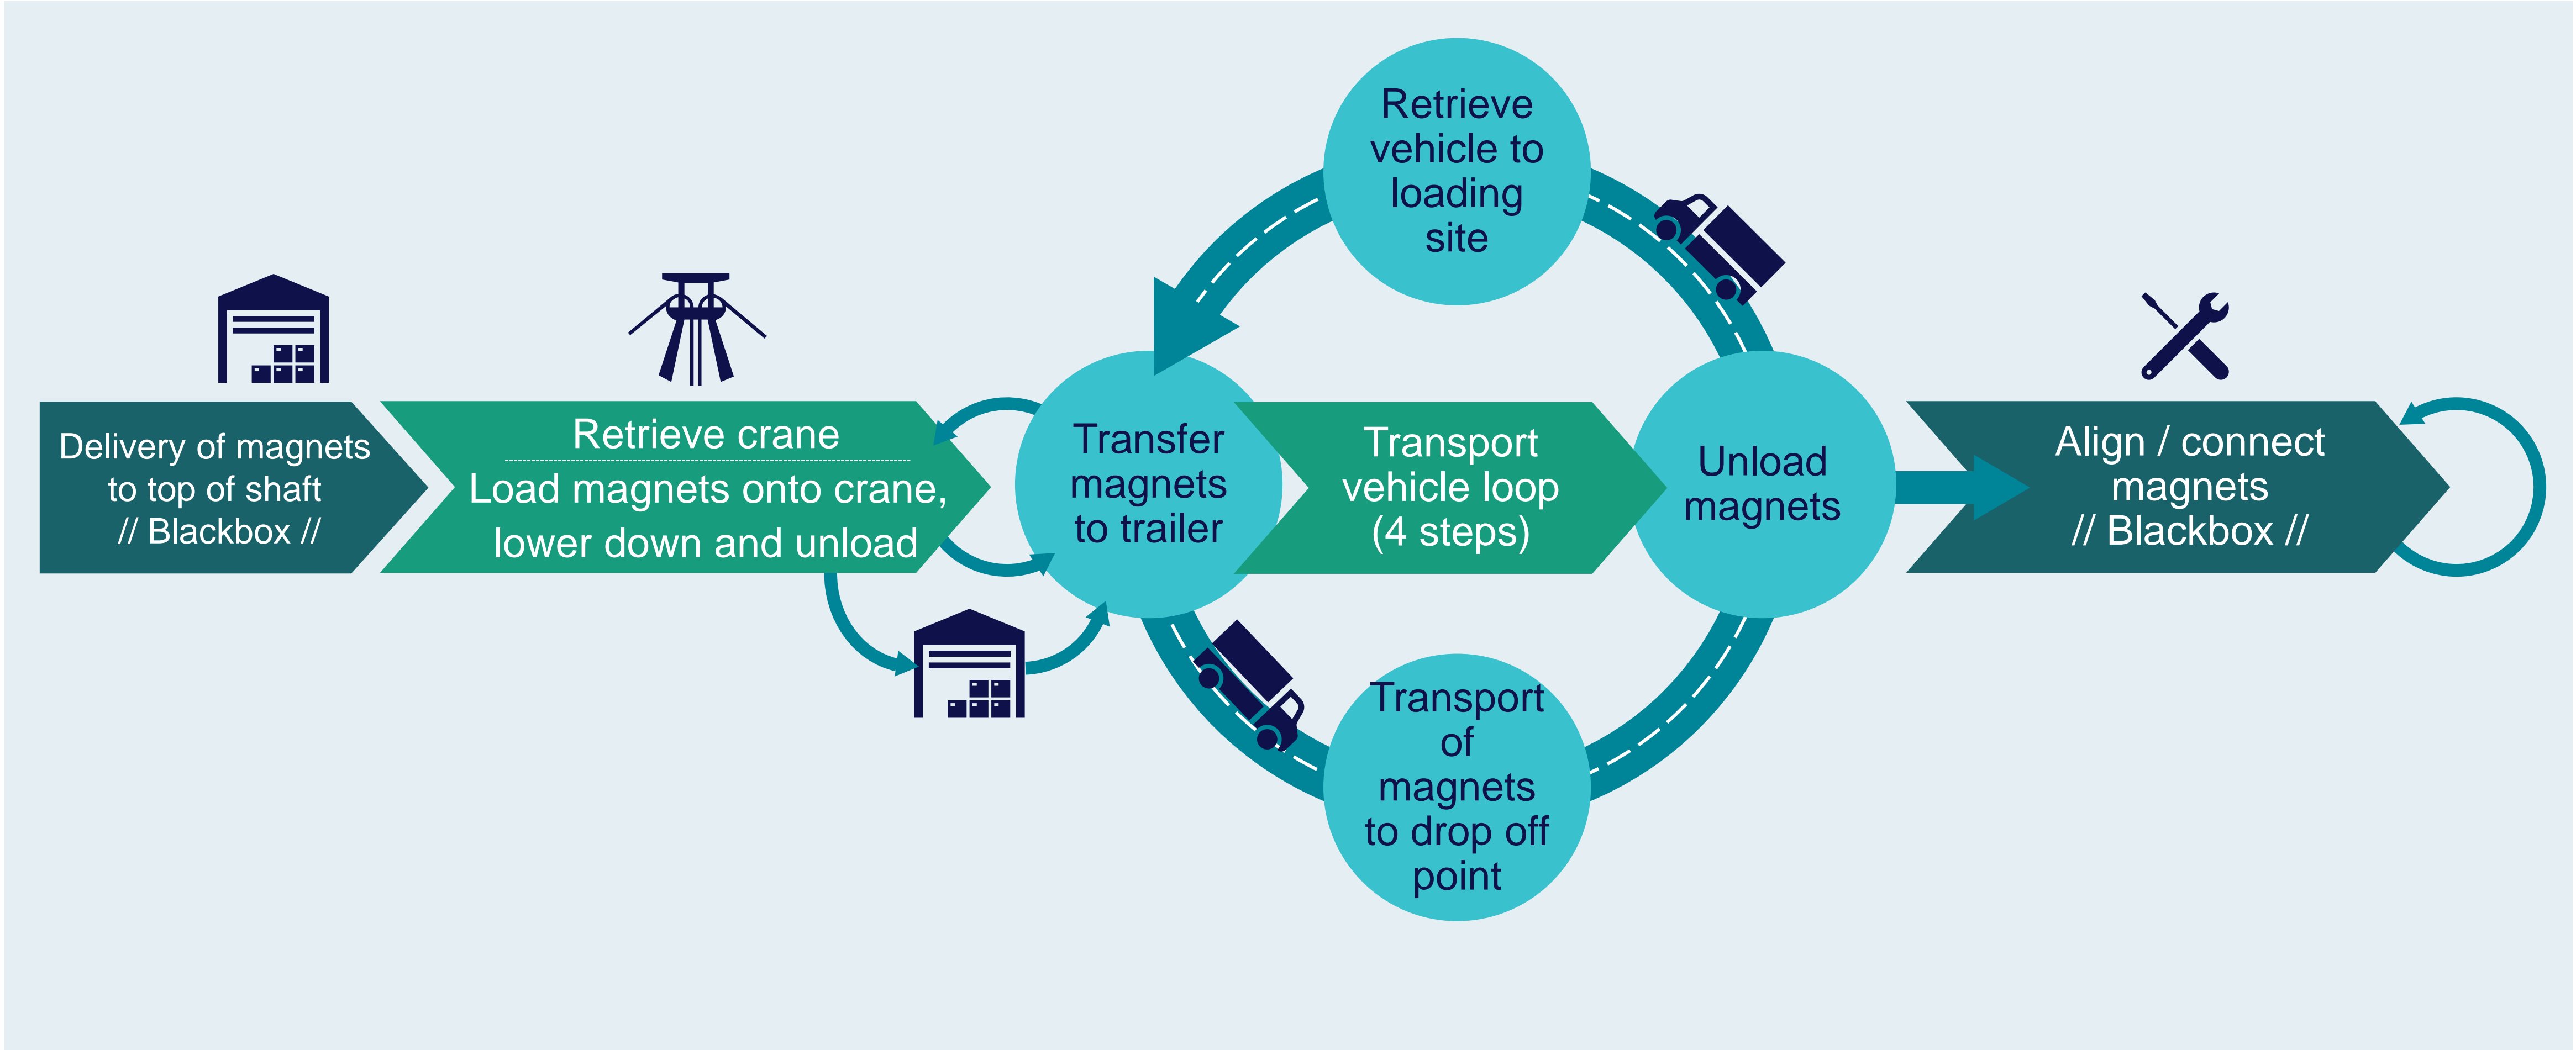 Delivery of magnets
to top of shaft
// Blackbox //
Retrieve crane
Load magnets onto crane,
lower down and unload
Transfer
magnets
to trailer
Retrieve
vehicle to
loading
site
Transport
vehicle loop
(4 steps)
Transport
of
magnets
to drop off
point
Unload
magnets
Align / connect
magnets
// Blackbox //